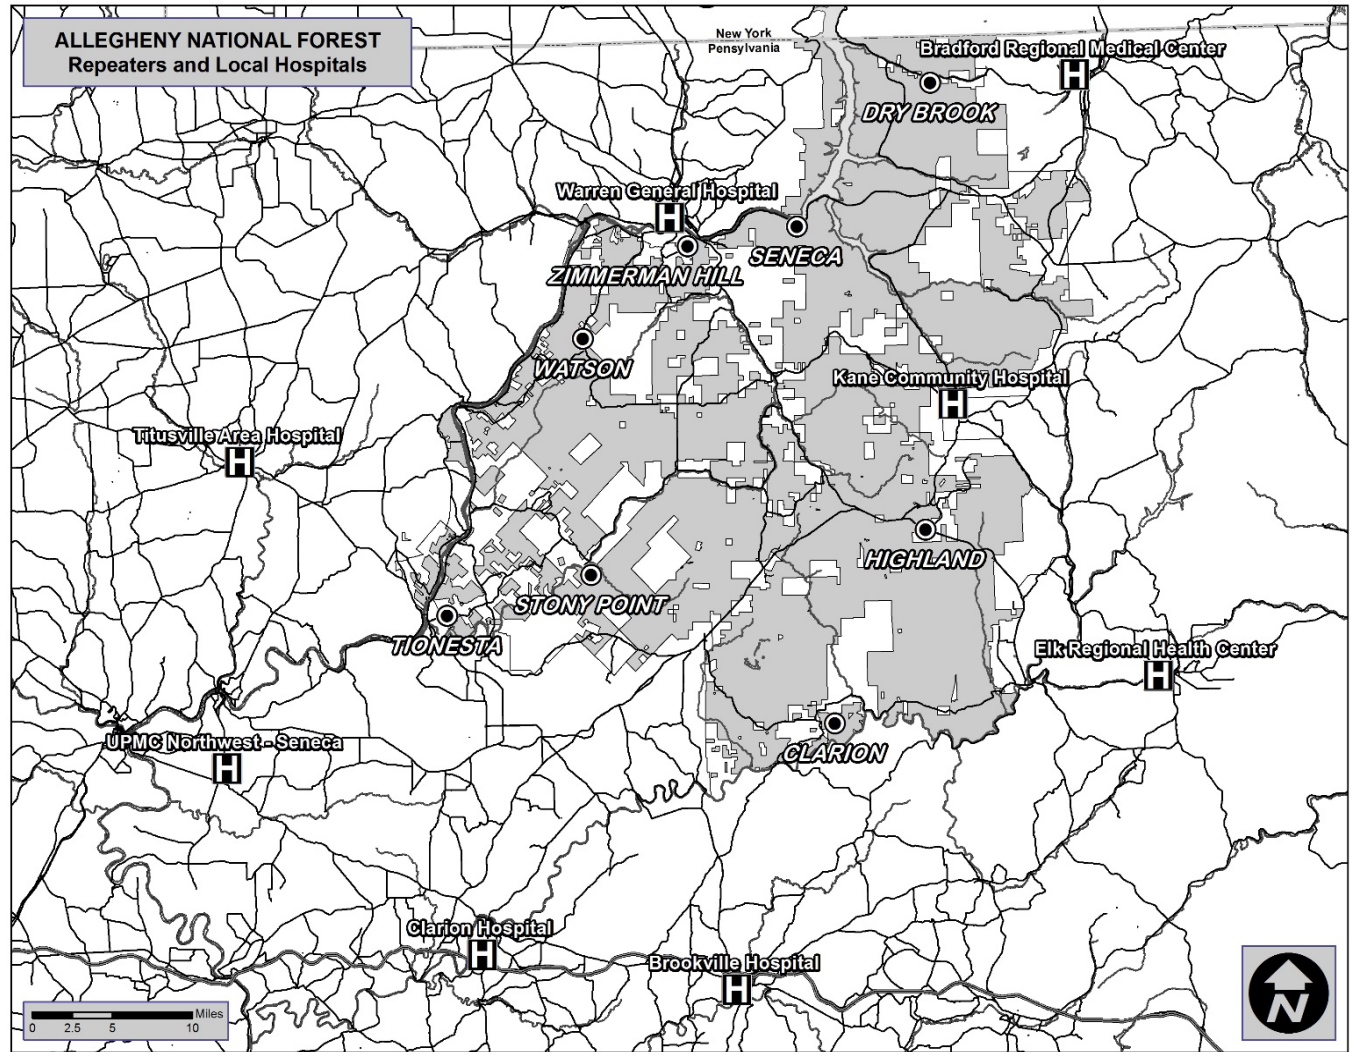 ALLEGHENY NATIONAL FOREST
Repeaters and Local Hospitals
New York
Pensylvania
Bradford Regional Medical Center
H
DRY BROOK
Warren General Hospital
H
SENECA
ZIMMERMAN HILL
WATSON
Kane Community Hospital
H
Titusville Area Hospital
H
HIGHLAND
STONY POINT
TIONESTA
Elk Regional Health Center
H
UPMC Northwest - Seneca
H
CLARION
Clarion Hospital
H
Brookville Hospital
H
Miles
0 2.5 5 10
N